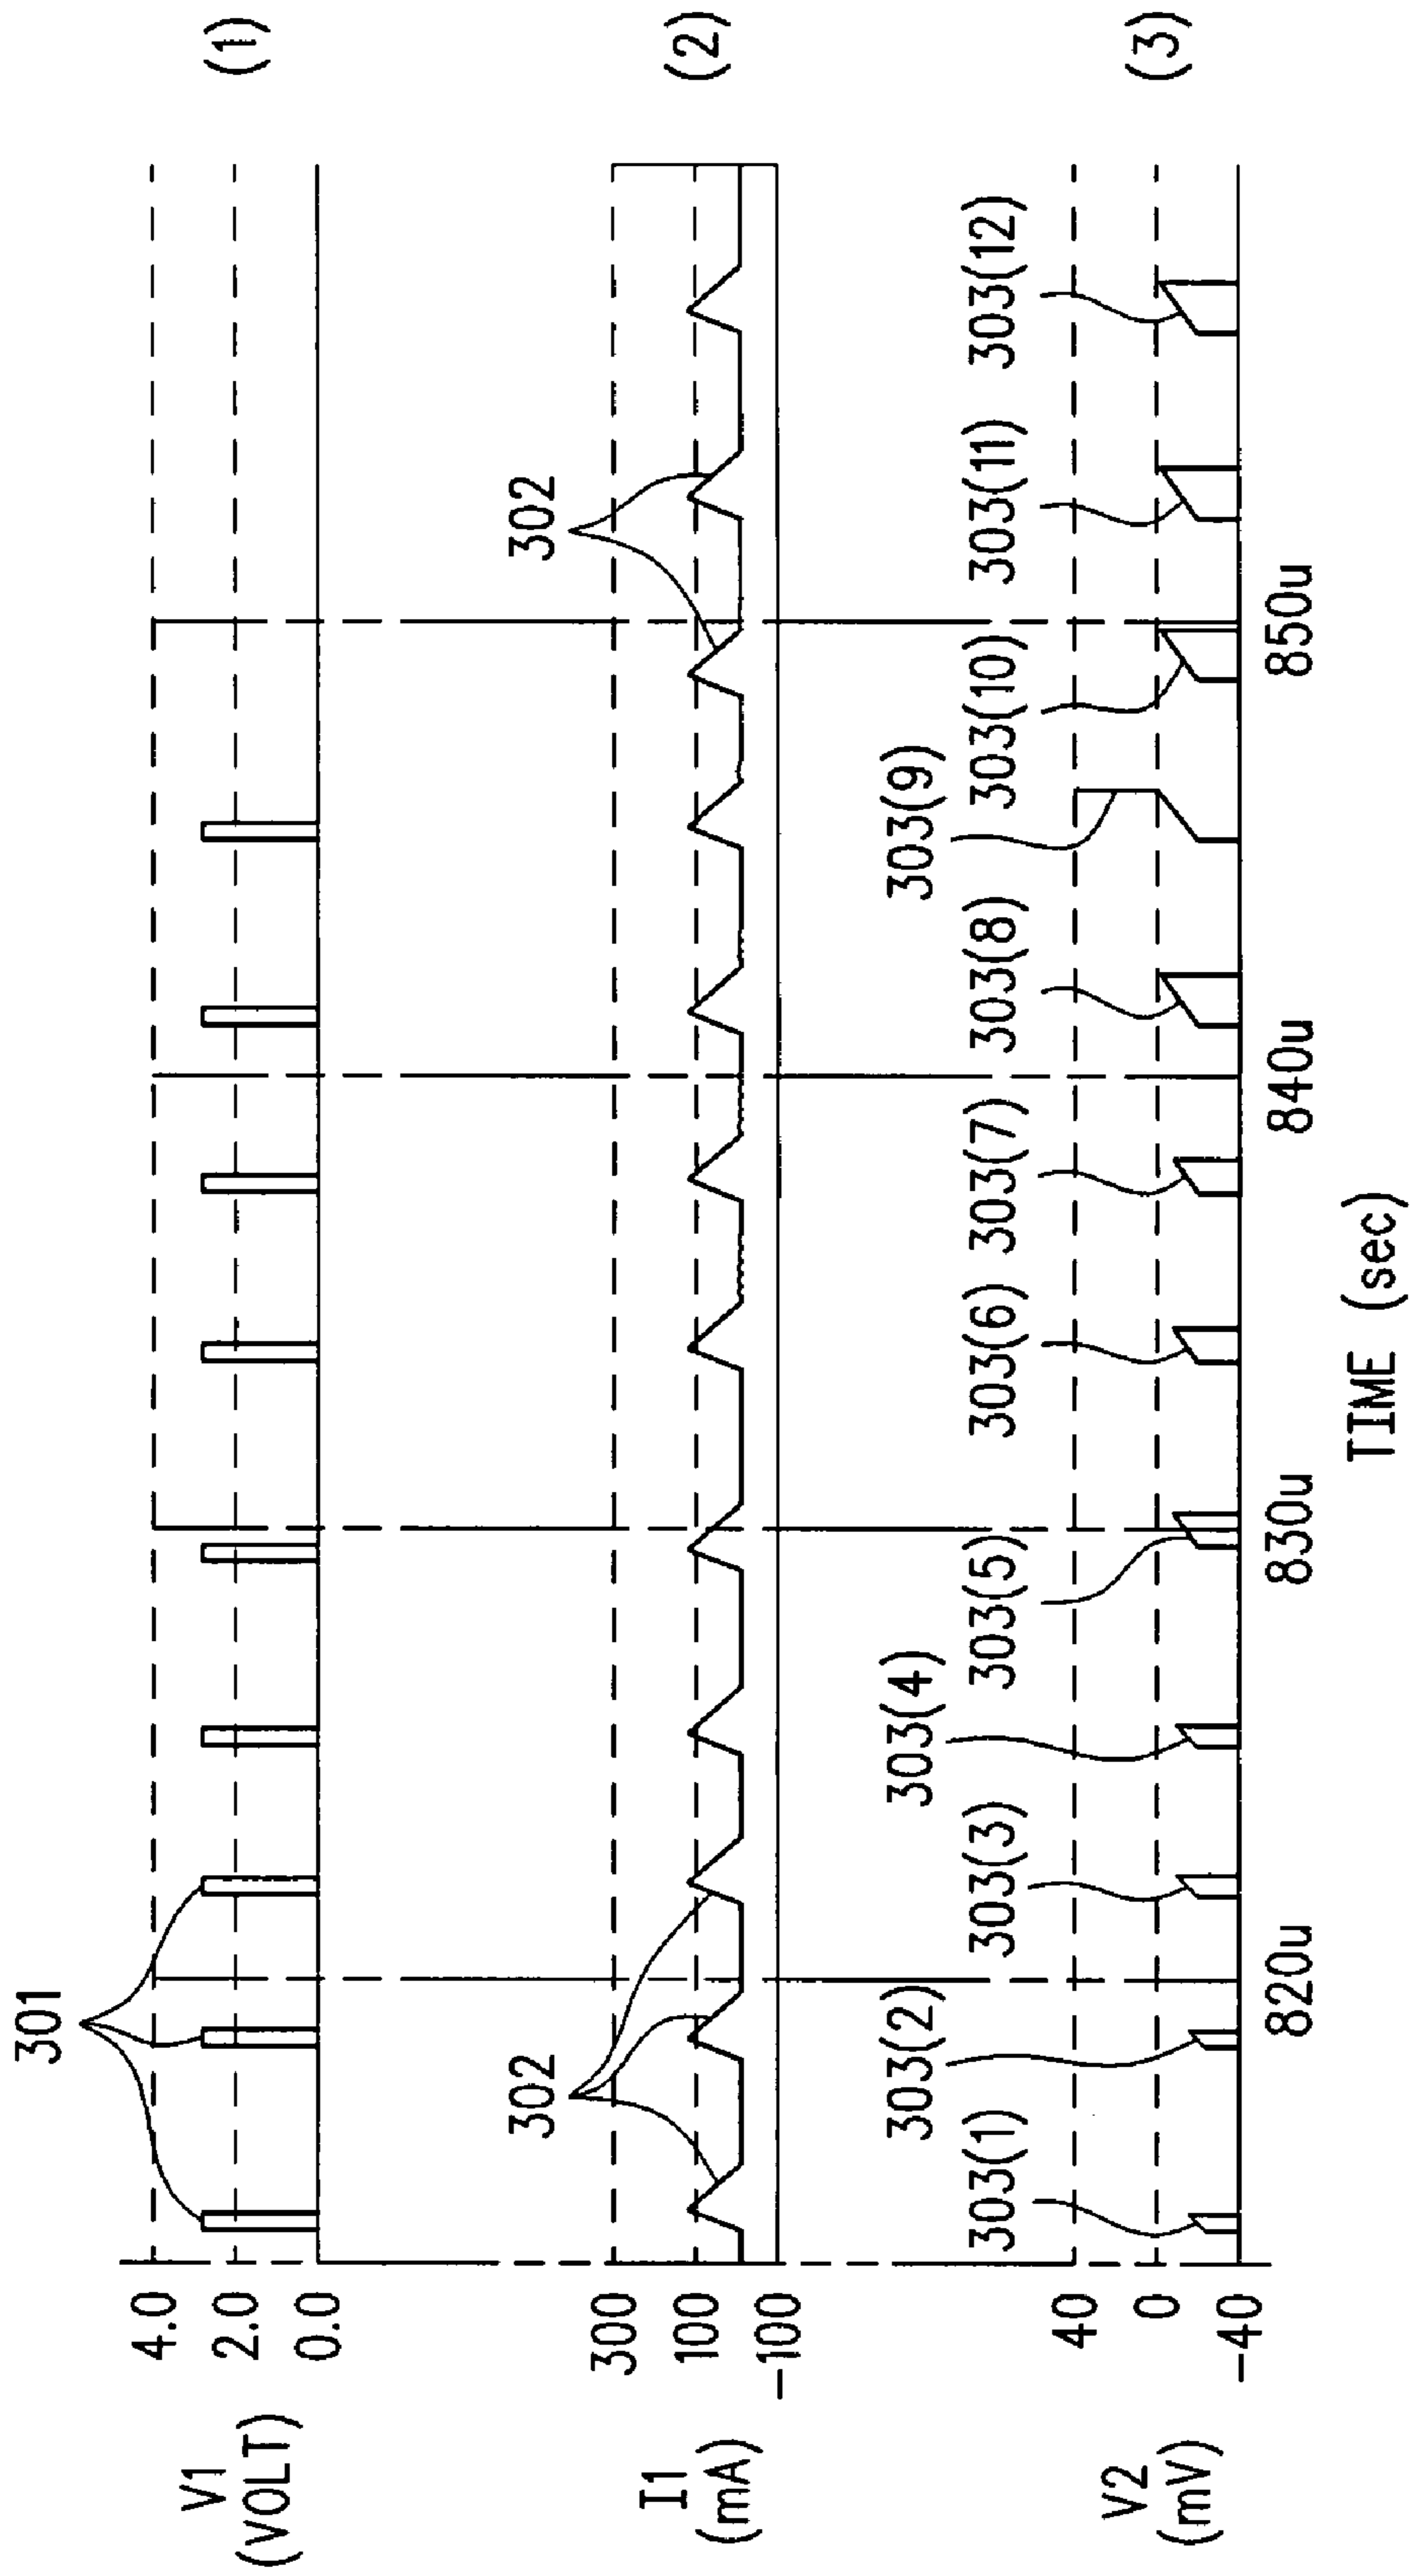 301
4.0
2.0
0.0
V1
(VOLT)
(1)
302
302
300
100
-100
I1
(mA)
(2)
303(1)
303(2)
303(3)
303(4)
303(5)
303(6)
303(7)
303(8)
303(9)
303(10)
303(11)
303(12)
40
0
-40
V2
(mV)
(3)
820u
830u
840u
850u
TIME (sec)